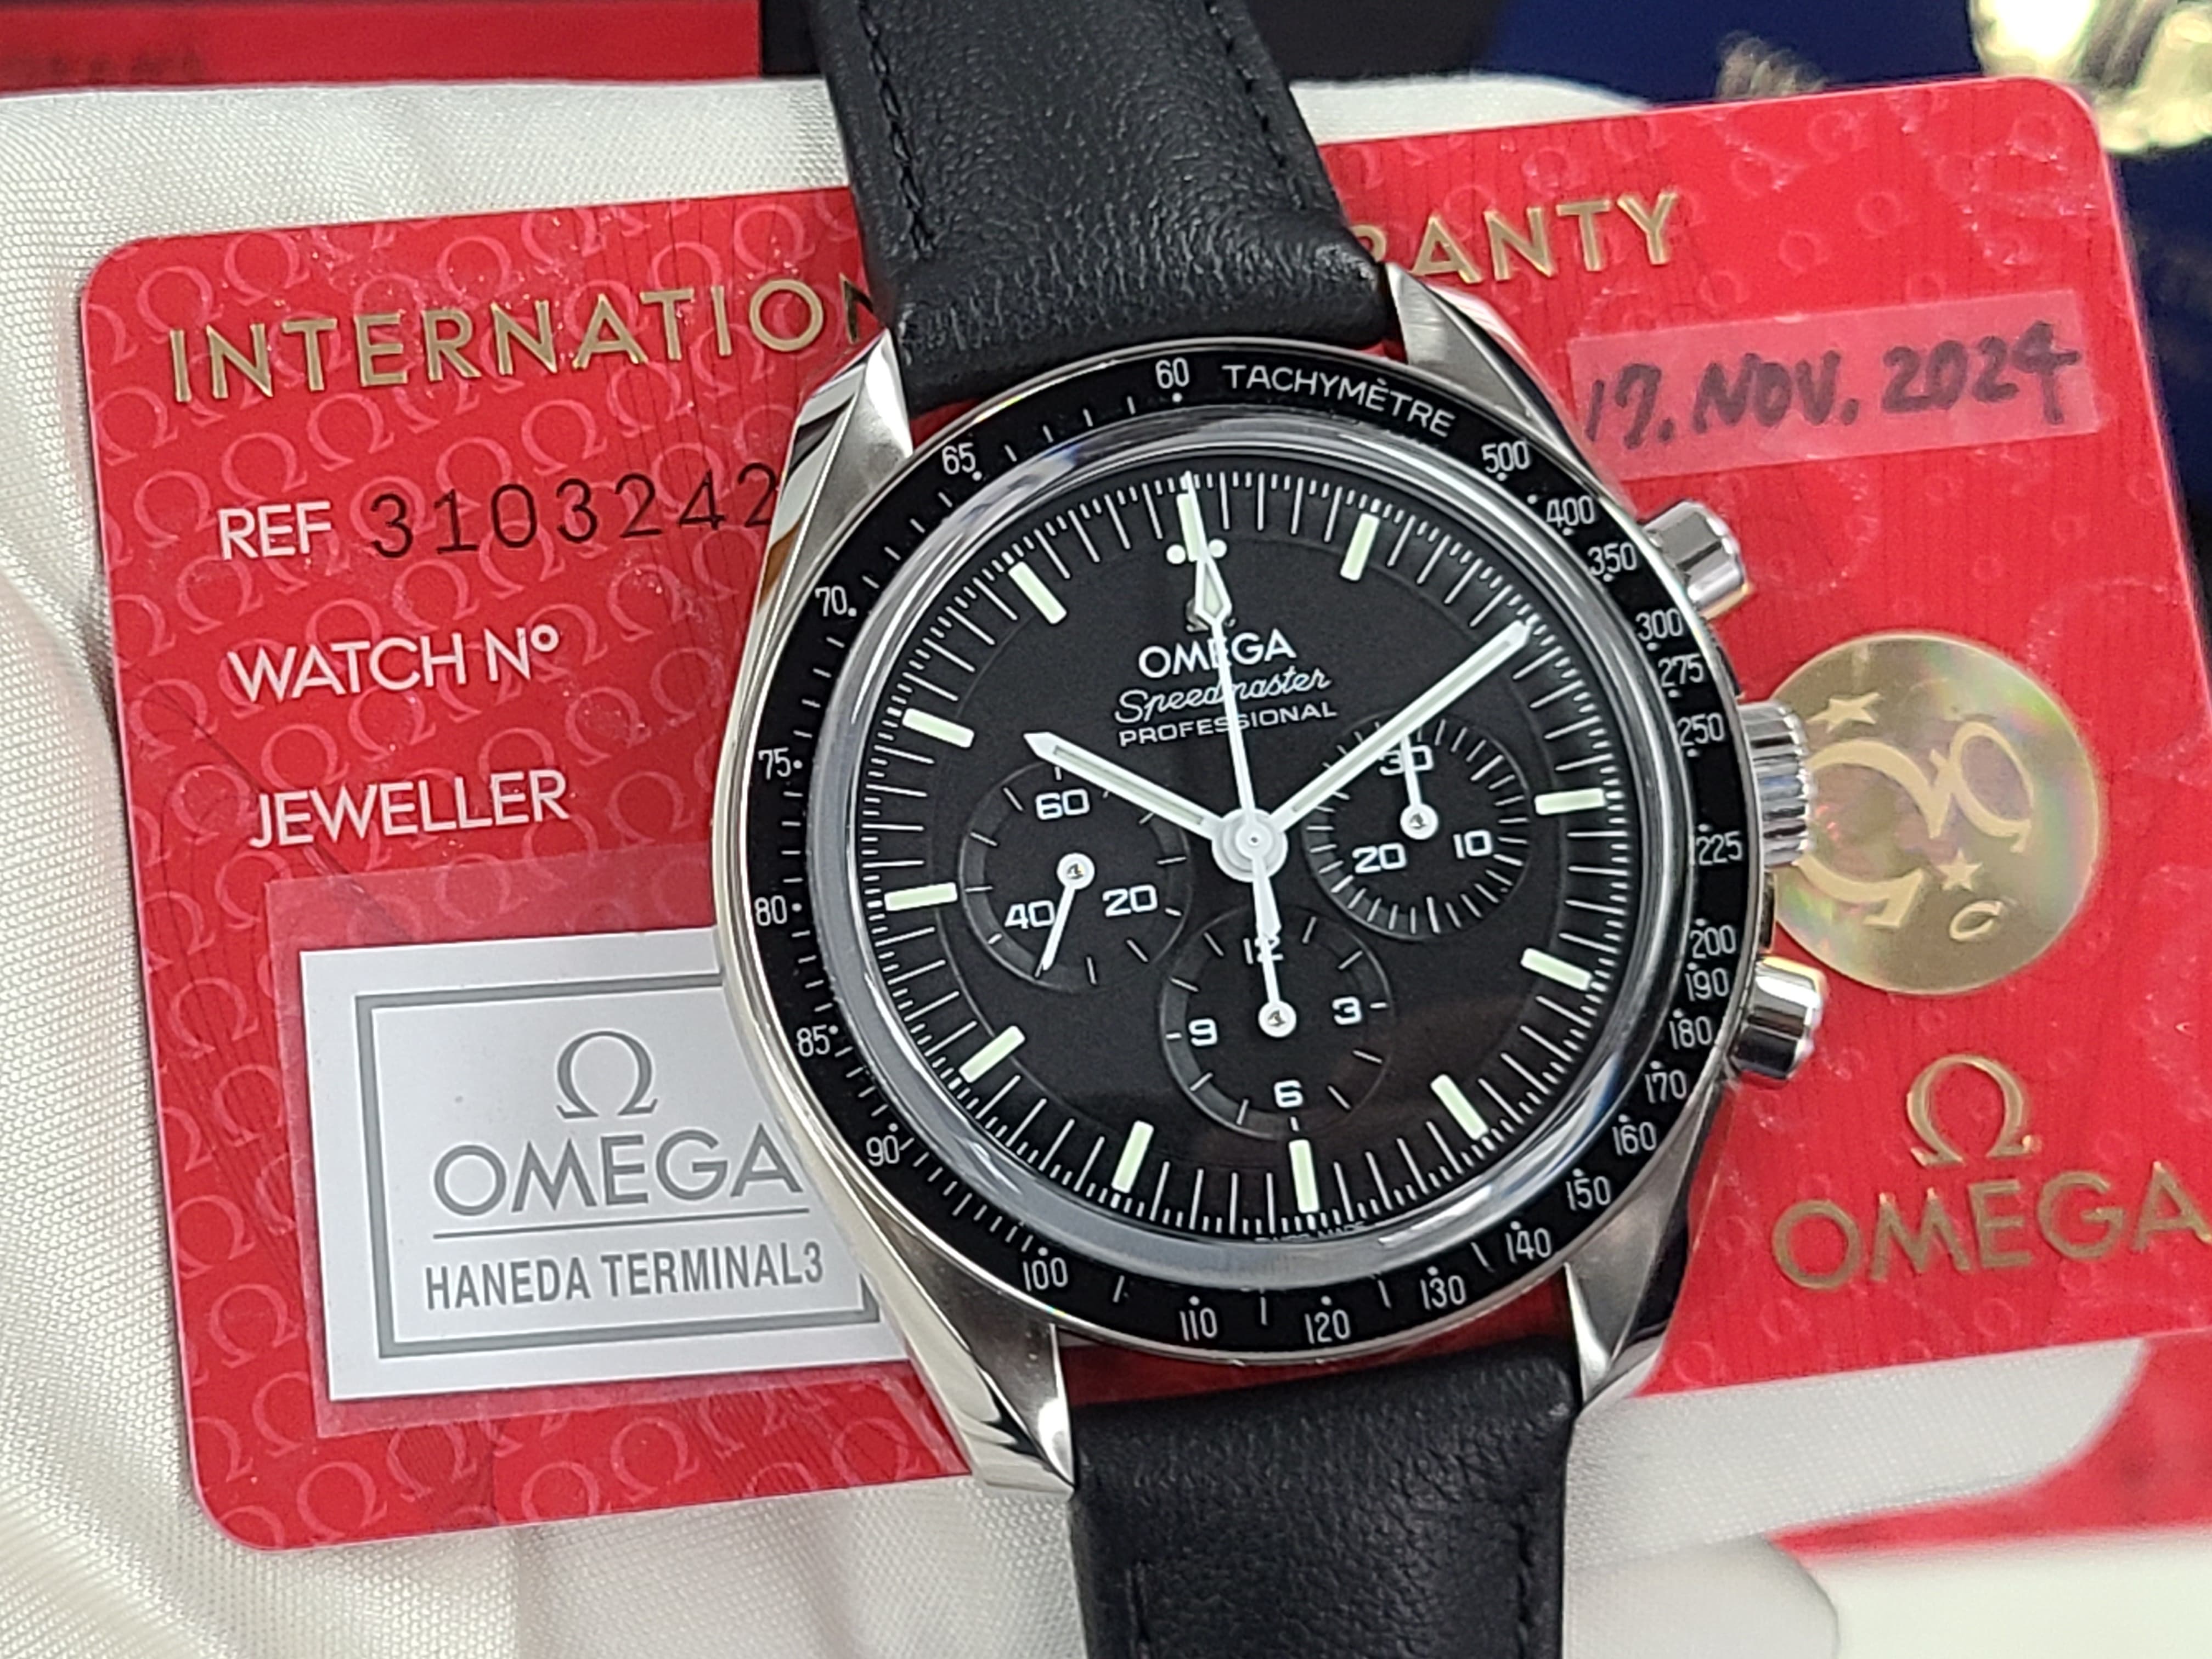 INTERNATION
RANTY
17. NOV. 2024
REF 3103242
WATCH Nº
JEWELLER
Ω
OMEGA
HANEDA TERMINAL3
Ω
OMEGA
60 TACHYMÈTRE 500 400 350 300 275 250 225 200 190 180 170 160 150 140 130 120 110 100 90 85 80 75 70 65
OMEGA
Speedmaster
PROFESSIONAL
60 20 40
30 10 20
12 3 6 9